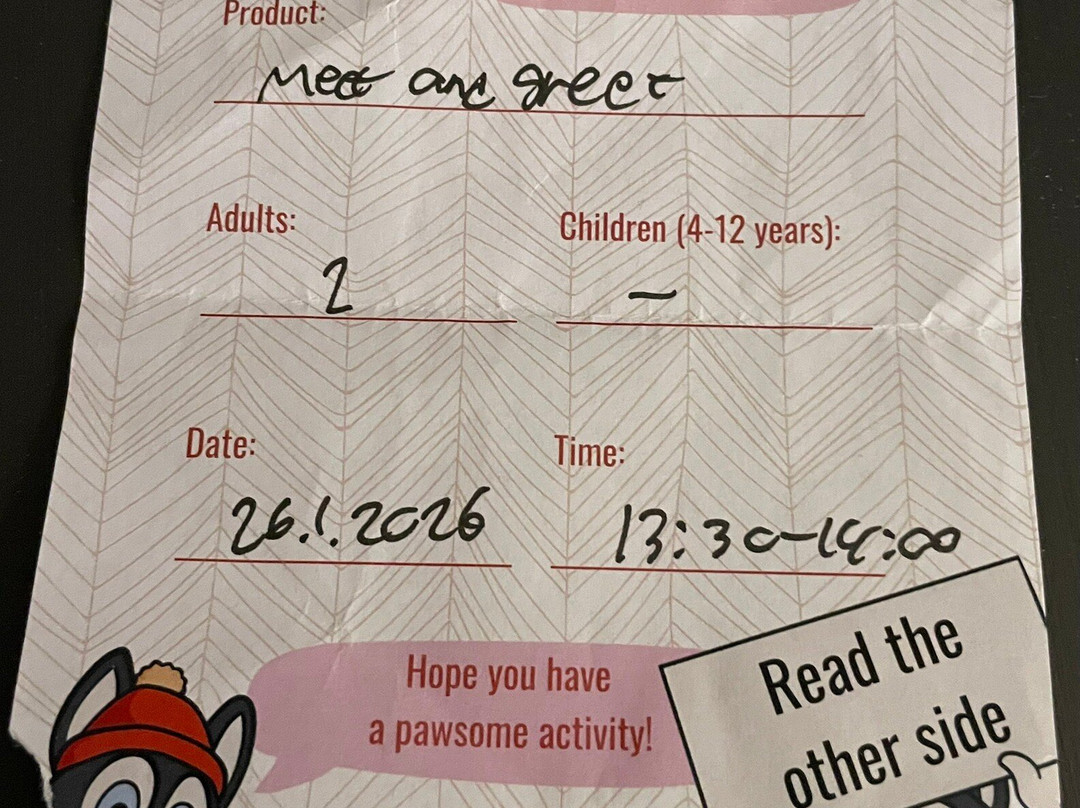 Product:
Meet and greet
Adults: Children (4-12 years):
2 –
Date: Time:
26.1.2026 13:30-14:00
Hope you have
a pawsome activity!
Read the
other side